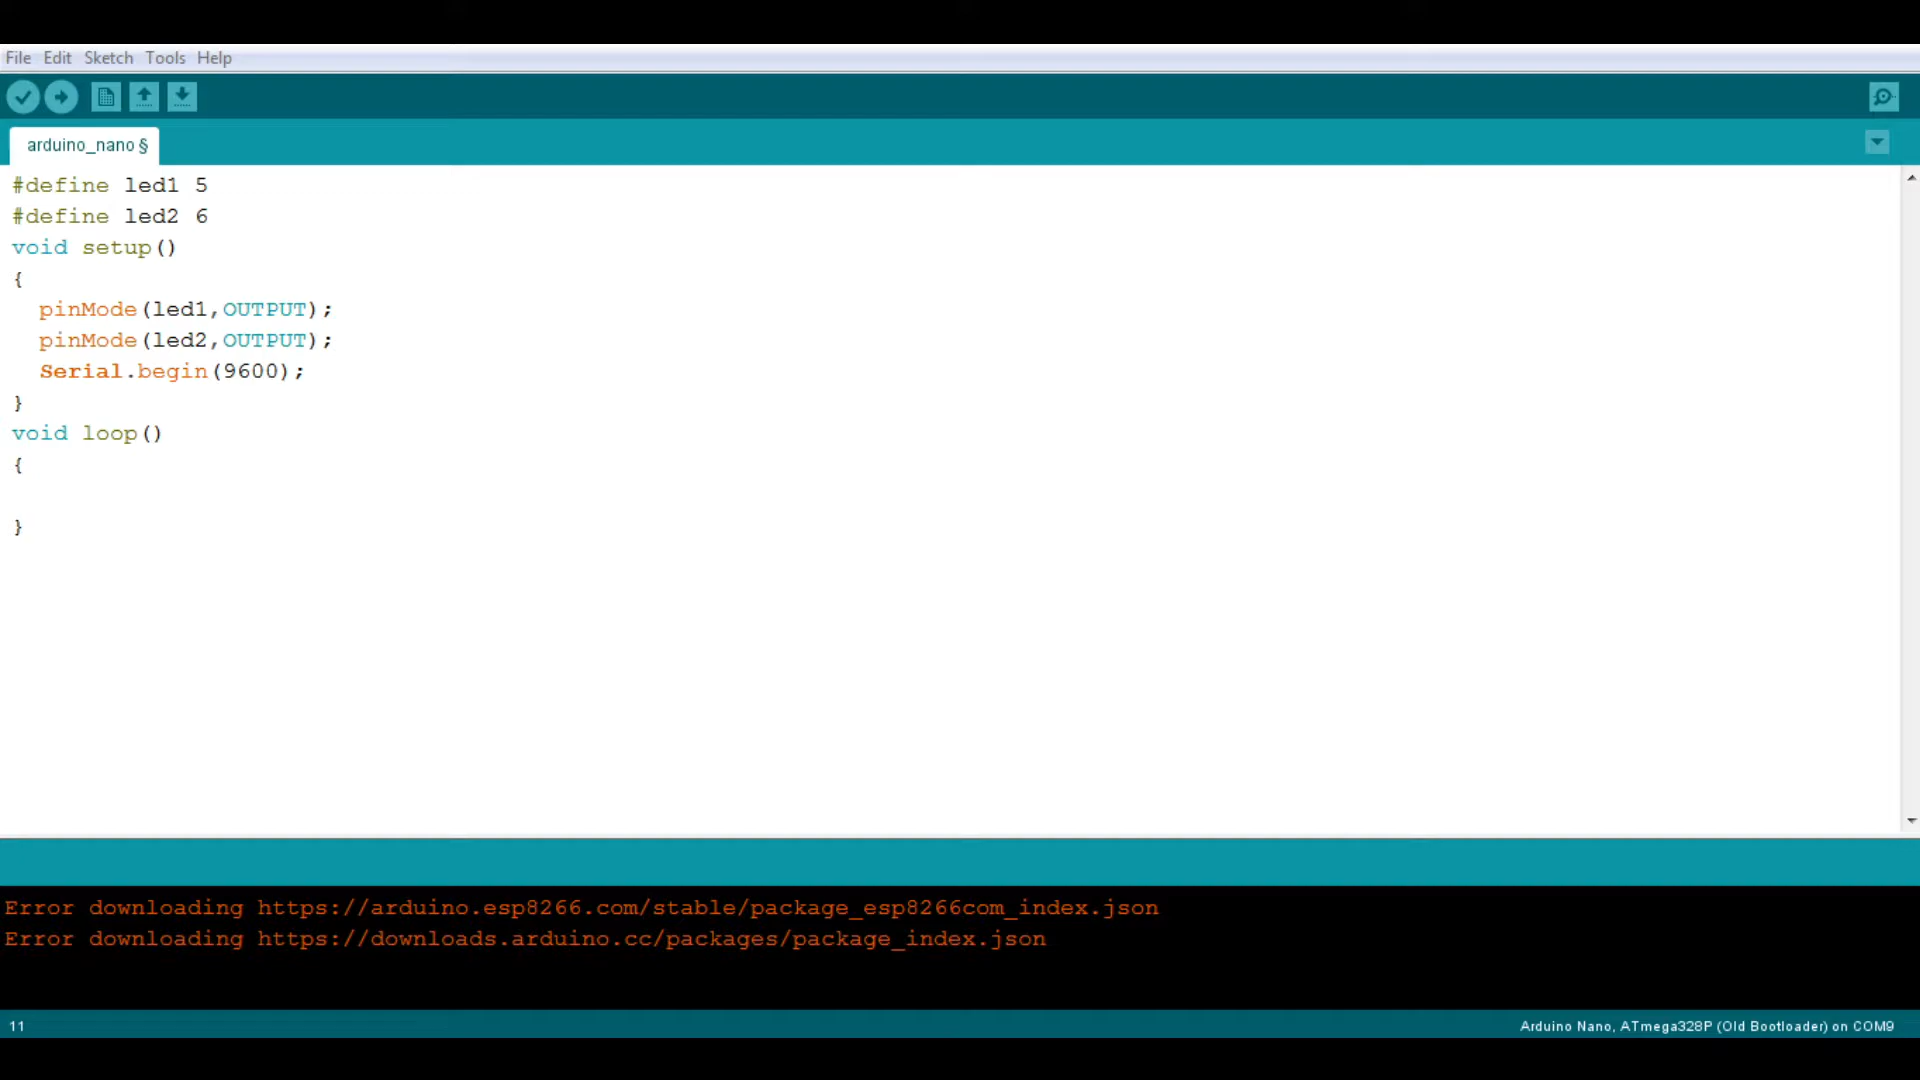 File Edit Sketch Tools Help
arduino_nano §
#define led1 5
#define led2 6
void setup()
{
  pinMode(led1,OUTPUT);
  pinMode(led2,OUTPUT);
  Serial.begin(9600);
}
void loop()
{
}
Error downloading https://arduino.esp8266.com/stable/package_esp8266com_index.json
Error downloading https://downloads.arduino.cc/packages/package_index.json
11
Arduino Nano, ATmega328P (Old Bootloader) on COM9